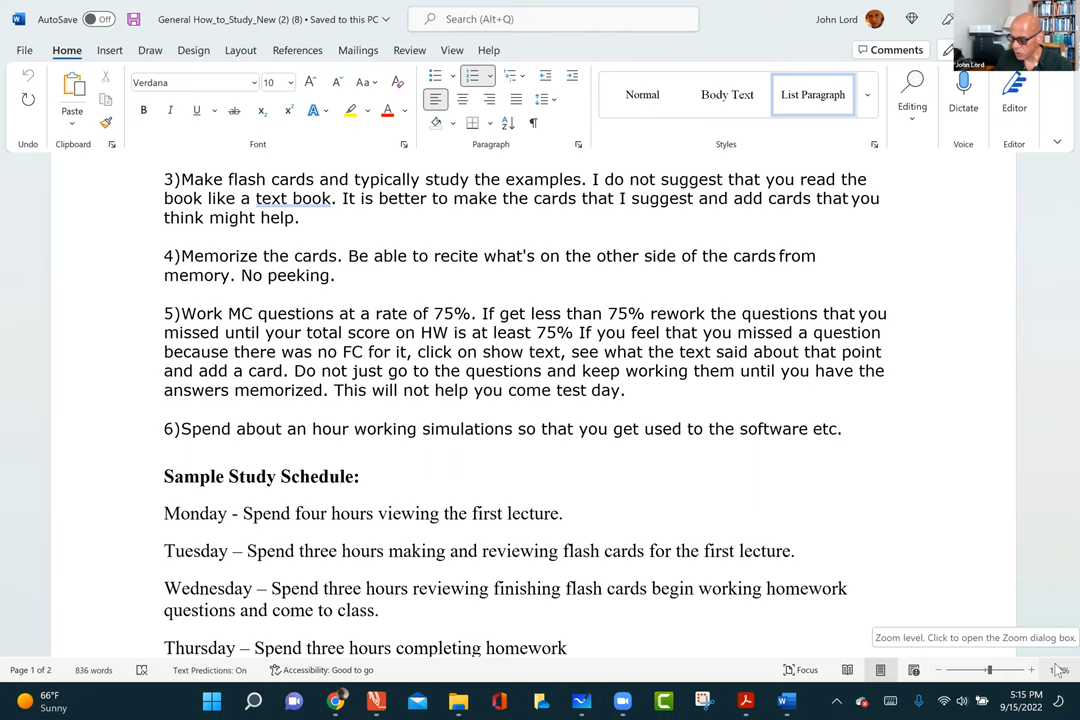 AutoSave Off General How_to_Study_New (2) (8) • Saved to this PC Search (Alt+Q) John Lord
File Home Insert Draw Design Layout References Mailings Review View Help Comments
John Lord
Verdana 10 Aa
Paste
Normal Body Text List Paragraph
Editing Dictate Editor
Undo Clipboard Font Paragraph Styles Voice Editor
3)Make flash cards and typically study the examples. I do not suggest that you read the
book like a text book. It is better to make the cards that I suggest and add cards that you
think might help.
4)Memorize the cards. Be able to recite what's on the other side of the cards from
memory. No peeking.
5)Work MC questions at a rate of 75%. If get less than 75% rework the questions that you
missed until your total score on HW is at least 75% If you feel that you missed a question
because there was no FC for it, click on show text, see what the text said about that point
and add a card. Do not just go to the questions and keep working them until you have the
answers memorized. This will not help you come test day.
6)Spend about an hour working simulations so that you get used to the software etc.
Sample Study Schedule:
Monday - Spend four hours viewing the first lecture.
Tuesday – Spend three hours making and reviewing flash cards for the first lecture.
Wednesday – Spend three hours reviewing finishing flash cards begin working homework
questions and come to class.
Thursday – Spend three hours completing homework
Zoom level. Click to open the Zoom dialog box.
Page 1 of 2 836 words Text Predictions: On Accessibility: Good to go Focus
66°F
Sunny
5:15 PM
9/15/2022